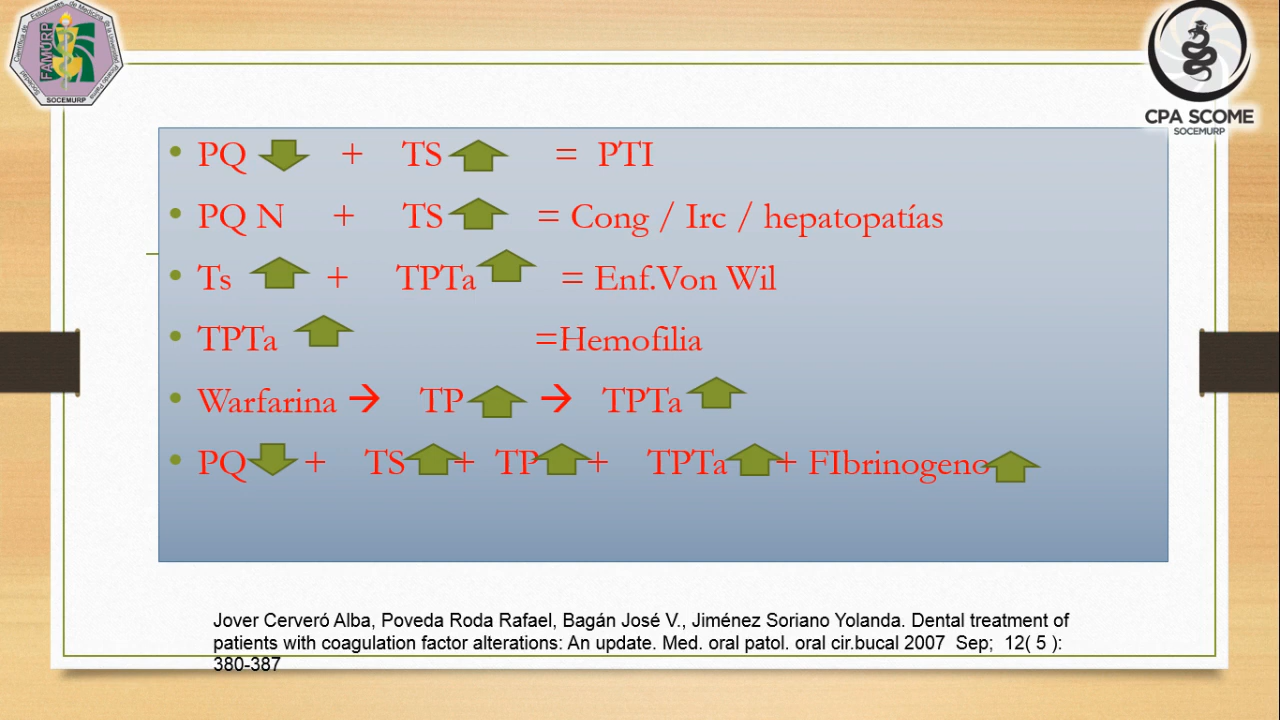 FAMURP
SOCEMURP
CPA SCOME
SOCEMURP
• PQ + TS = PTI
• PQ N + TS = Cong / Irc / hepatopatías
• Ts + TPTa = Enf.Von Wil
• TPTa =Hemofilia
• Warfarina → TP → TPTa
• PQ + TS + TP + TPTa + FIbrinogeno
Jover Cerveró Alba, Poveda Roda Rafael, Bagán José V., Jiménez Soriano Yolanda. Dental treatment of
patients with coagulation factor alterations: An update. Med. oral patol. oral cir.bucal 2007 Sep; 12( 5 ):
380-387